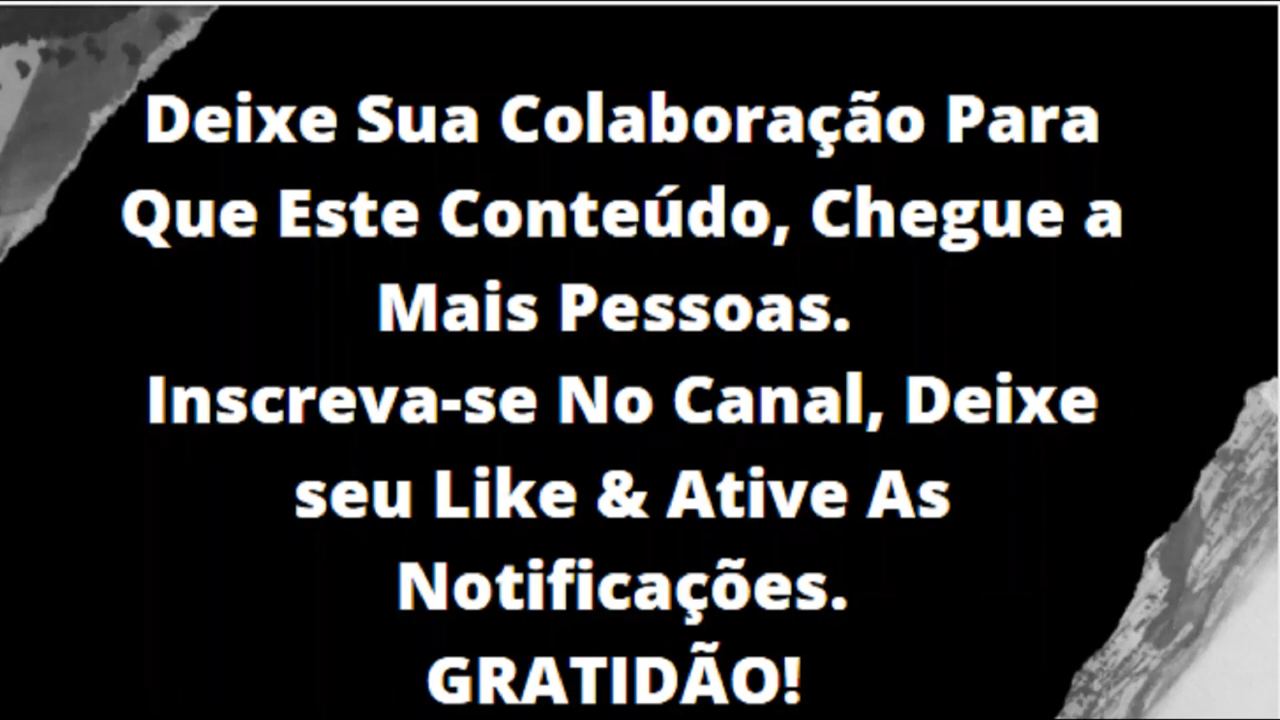 Deixe Sua Colaboração Para
Que Este Conteúdo, Chegue a
Mais Pessoas.
Inscreva-se No Canal, Deixe
seu Like & Ative As
Notificações.
GRATIDÃO!